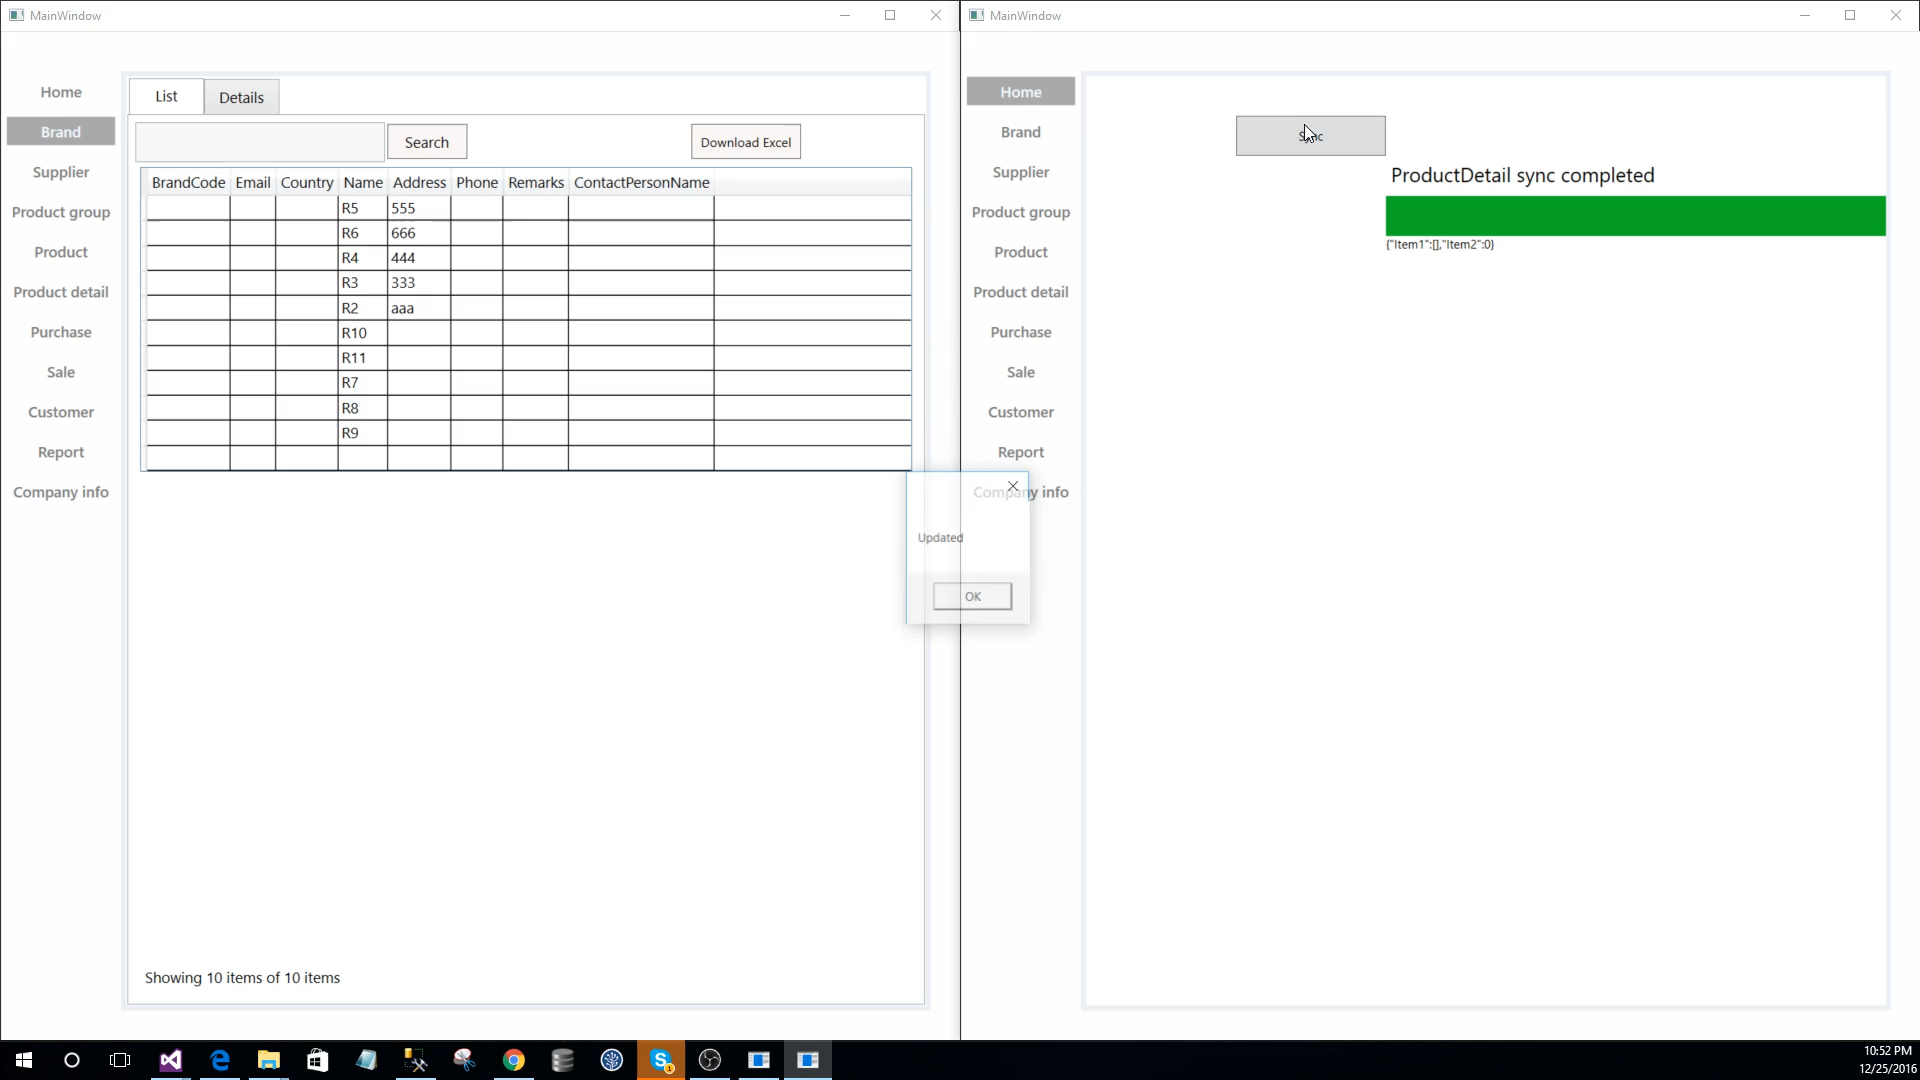 MainWindow
Home
Brand
Supplier
Product group
Product
Product detail
Purchase
Sale
Customer
Report
Company info
List Details
Search Download Excel
BrandCode Email Country Name Address Phone Remarks ContactPersonName
R5 555
R6 666
R4 444
R3 333
R2 aaa
R10
R11
R7
R8
R9
Showing 10 items of 10 items
Updated
OK
MainWindow
Home
Brand
Supplier
Product group
Product
Product detail
Purchase
Sale
Customer
Report
Company info
Sync
ProductDetail sync completed
{"Item1":[],"Item2":0}
10:52 PM
12/25/2016